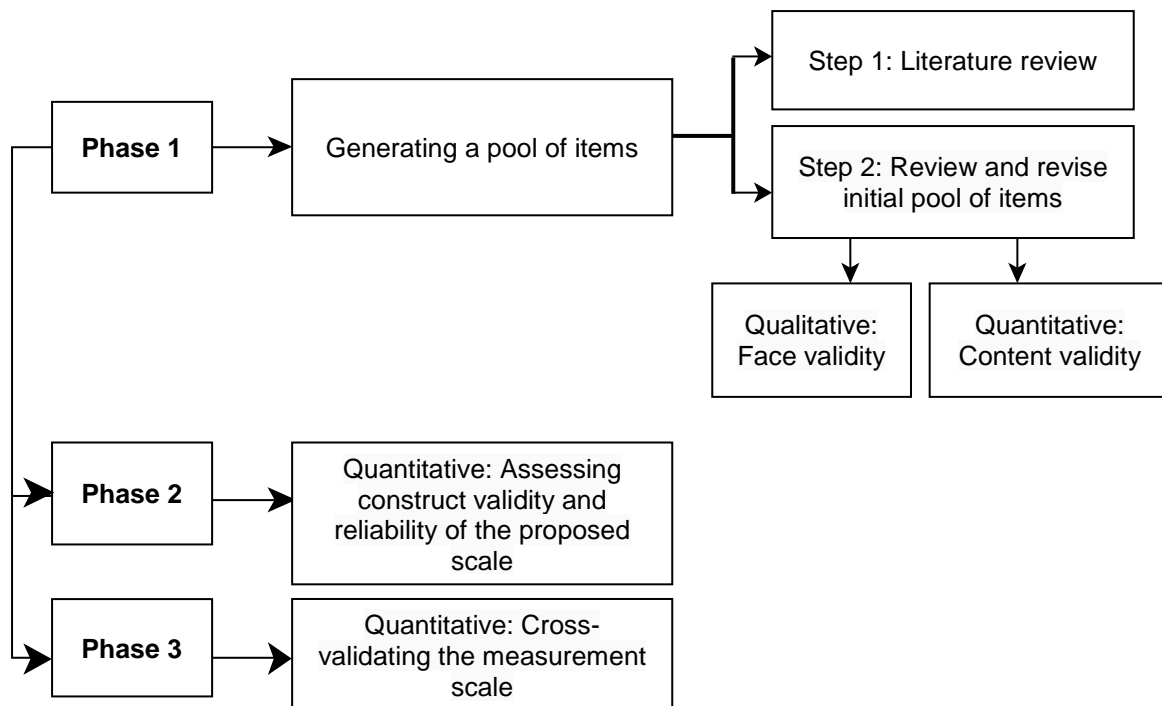 Step 1: Literature review
Phase 1
Generating a pool of items
Step 2: Review and revise
initial pool of items
Qualitative:
Face validity
Quantitative:
Content validity
Phase 2
Quantitative: Assessing
construct validity and
reliability of the proposed
scale
Phase 3
Quantitative: Cross-
validating the measurement
scale